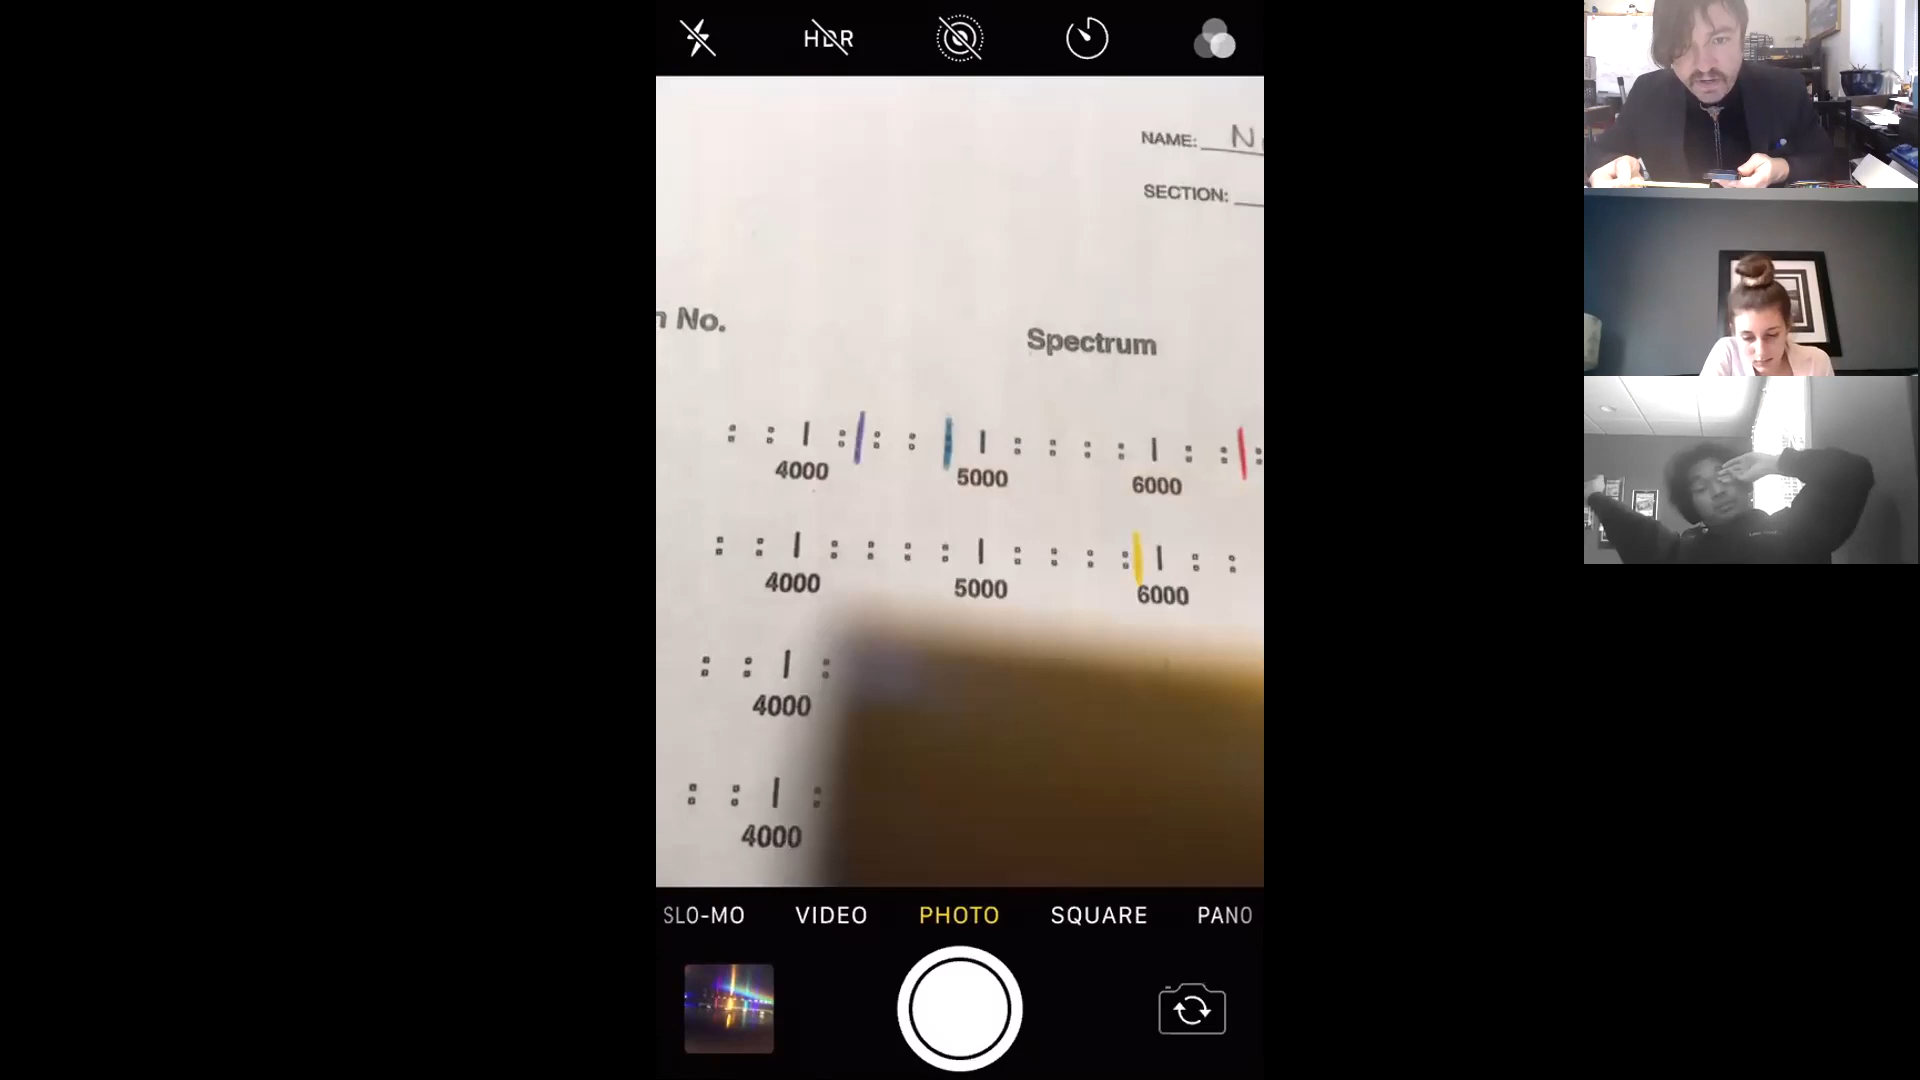 HDR
NAME: N
SECTION:
n No.
Spectrum
4000 5000 6000
4000 5000 6000
4000
4000
SLO-MO VIDEO PHOTO SQUARE PANO